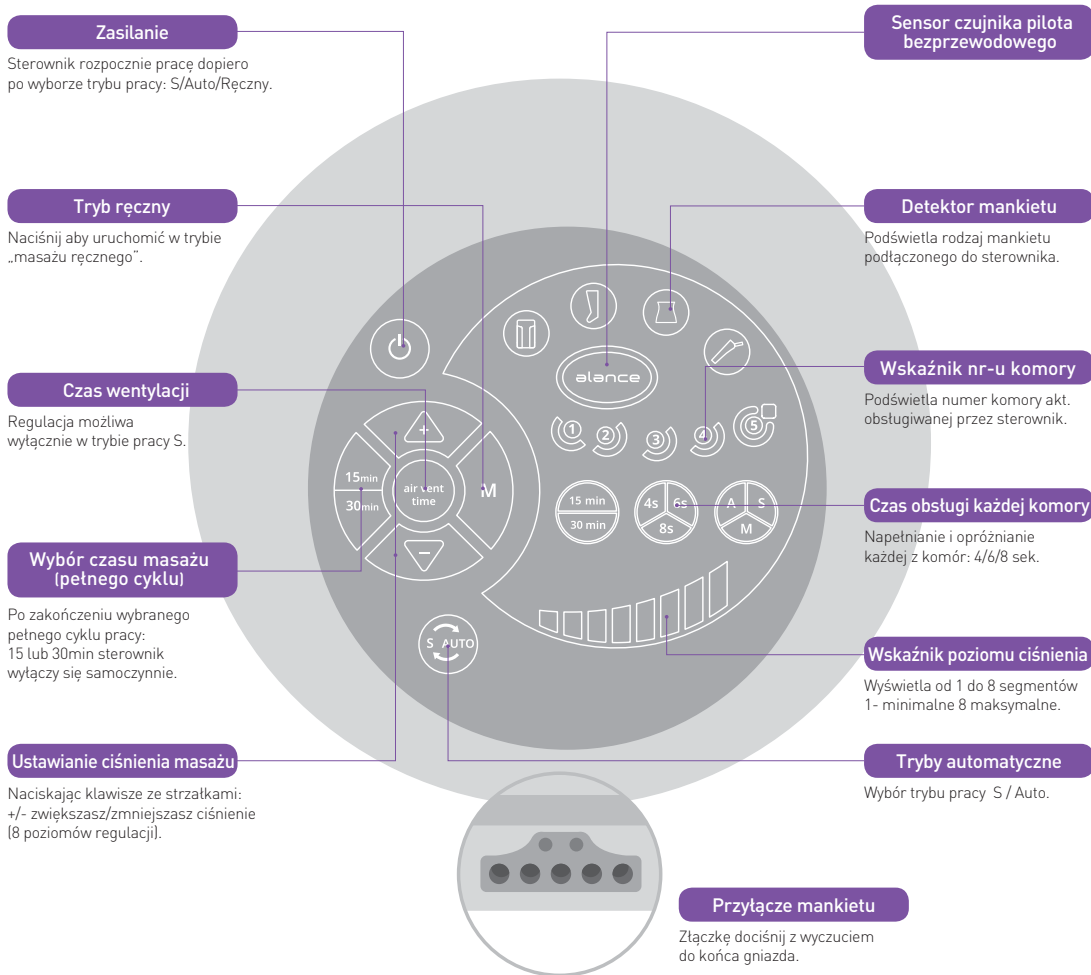 Zasilanie
Sterownik rozpocznie pracę dopiero
po wyborze trybu pracy: S/Auto/Ręczny.
Tryb ręczny
Naciśnij aby uruchomić w trybie
„masażu ręcznego”.
Czas wentylacji
Regulacja możliwa
wyłącznie w trybie pracy S.
Wybór czasu masażu
(pełnego cyklu)
Po zakończeniu wybranego
pełnego cyklu pracy:
15 lub 30min sterownik
wyłączy się samoczynnie.
Ustawianie ciśnienia masażu
Naciskając klawisze ze strzałkami:
+/- zwiększasz/zmniejszasz ciśnienie
(8 poziomów regulacji).
+
15min
30min
air vent
time
M
−
S AUTO
alance
1 2 3 4 5
15 min
30 min
4s 6s
8s
A S
M
Sensor czujnika pilota
bezprzewodowego
Detektor mankietu
Podświetla rodzaj mankietu
podłączonego do sterownika.
Wskaźnik nr-u komory
Podświetla numer komory akt.
obsługiwanej przez sterownik.
Czas obsługi każdej komory
Napełnianie i opróżnianie
każdej z komór: 4/6/8 sek.
Wskaźnik poziomu ciśnienia
Wyświetla od 1 do 8 segmentów
1- minimalne 8 maksymalne.
Tryby automatyczne
Wybór trybu pracy S / Auto.
Przyłącze mankietu
Złączkę dociśnij z wyczuciem
do końca gniazda.